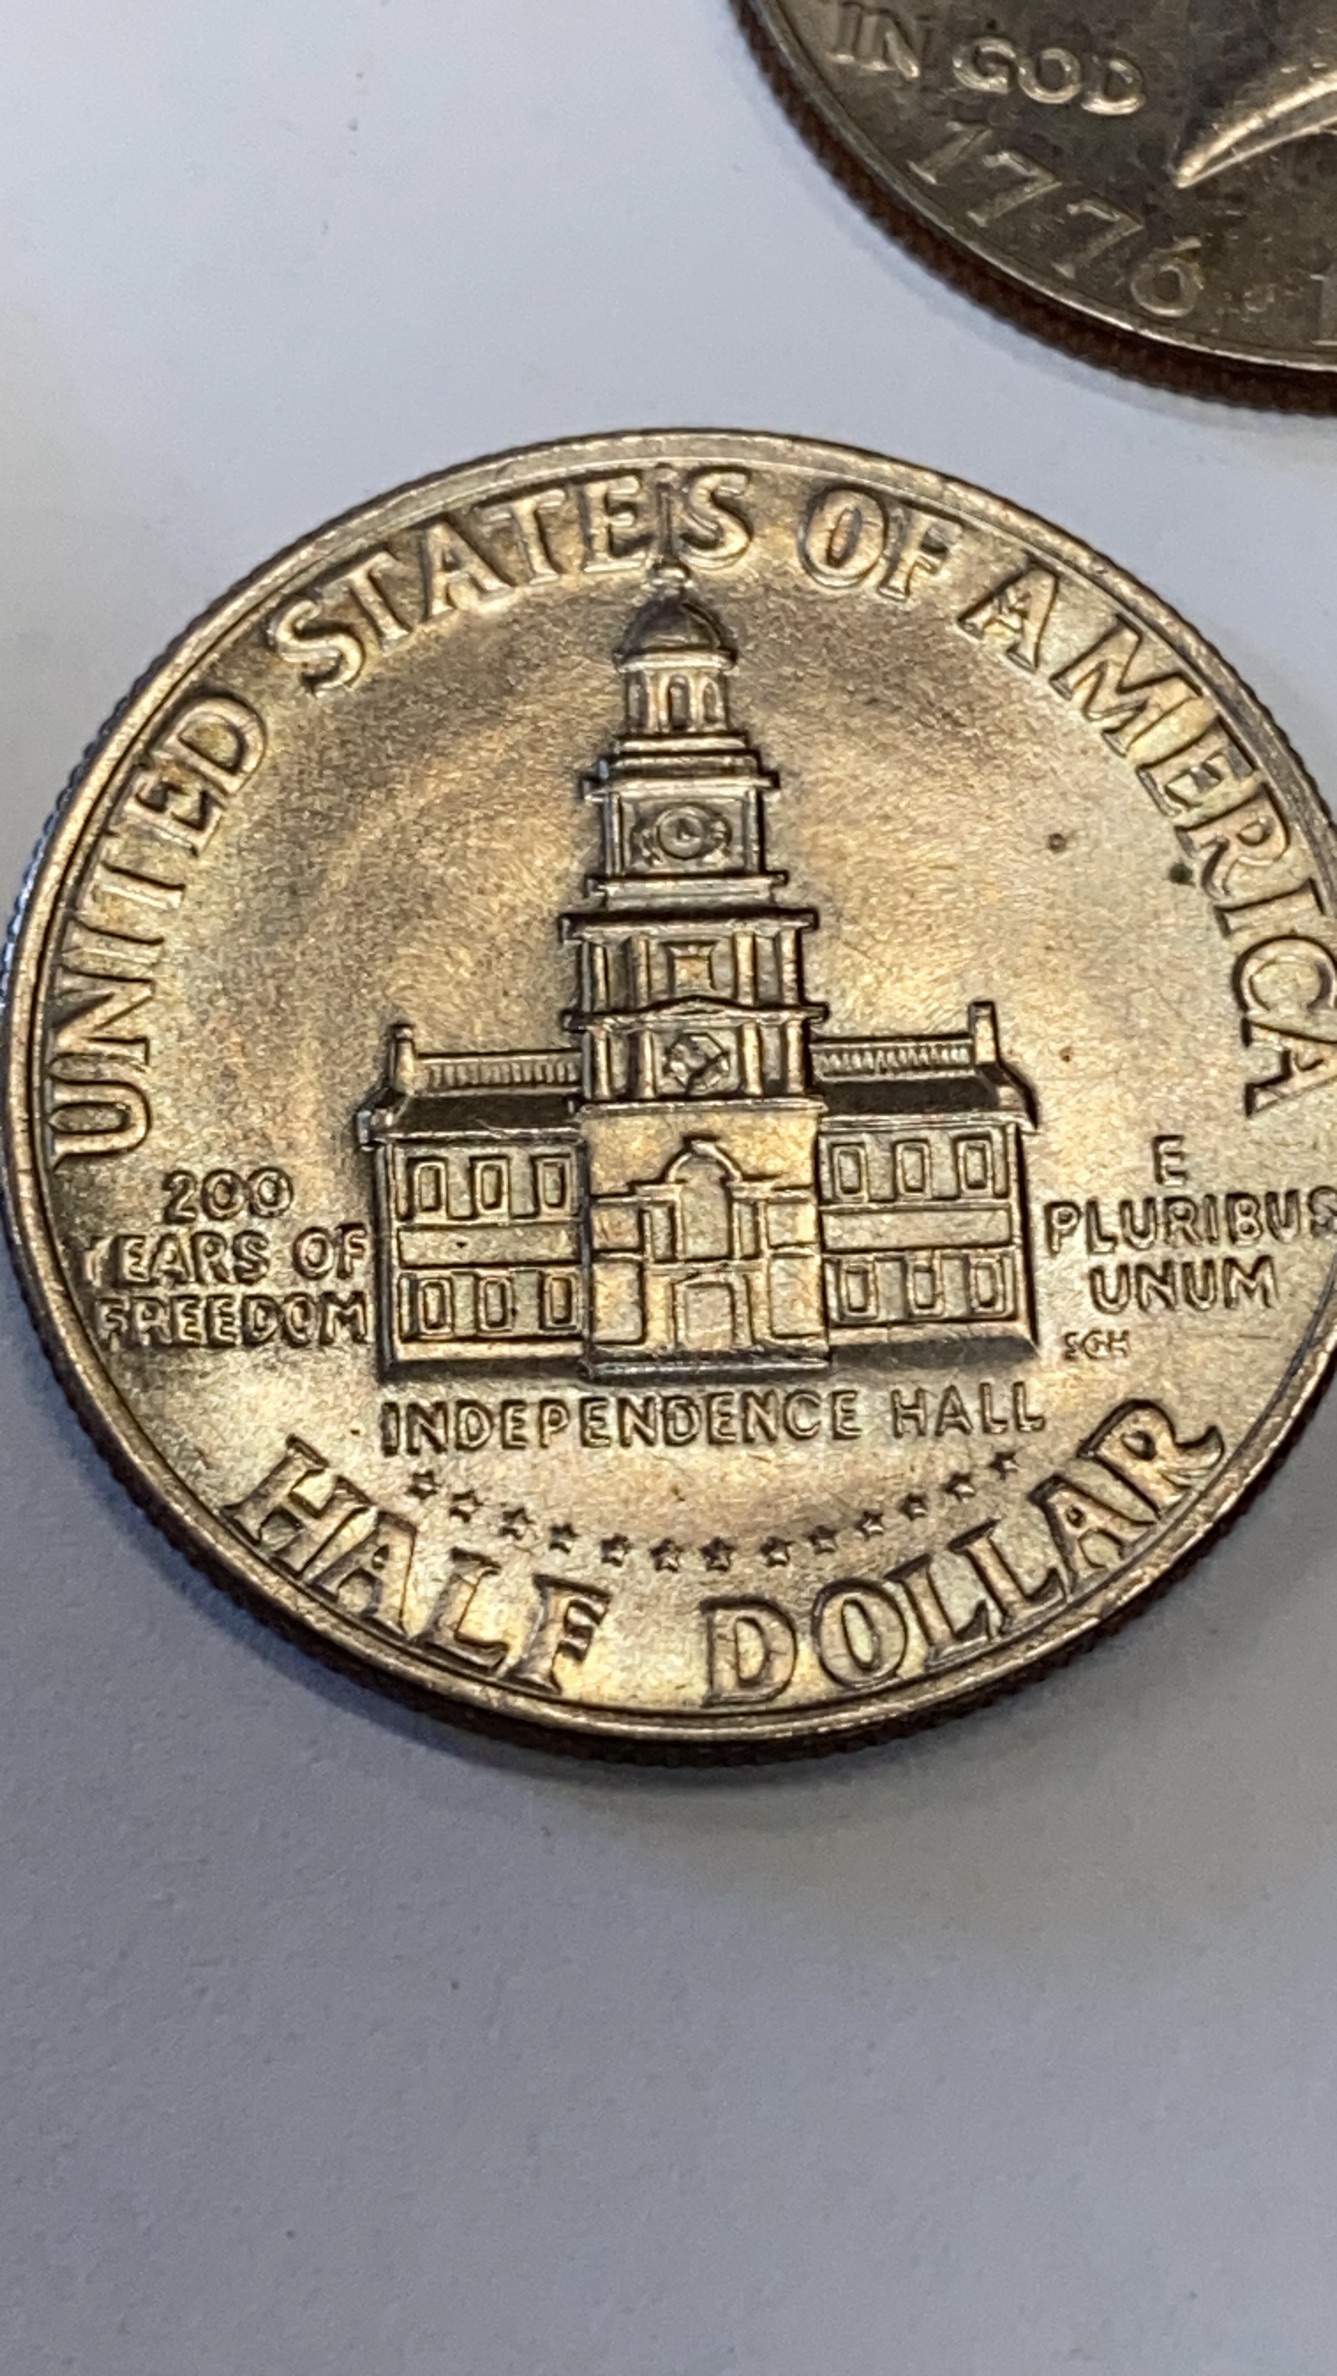 IN GOD
1776
UNITED STATES OF AMERICA
200
YEARS OF
FREEDOM
E
PLURIBUS
UNUM
SGH
INDEPENDENCE HALL
HALF DOLLAR